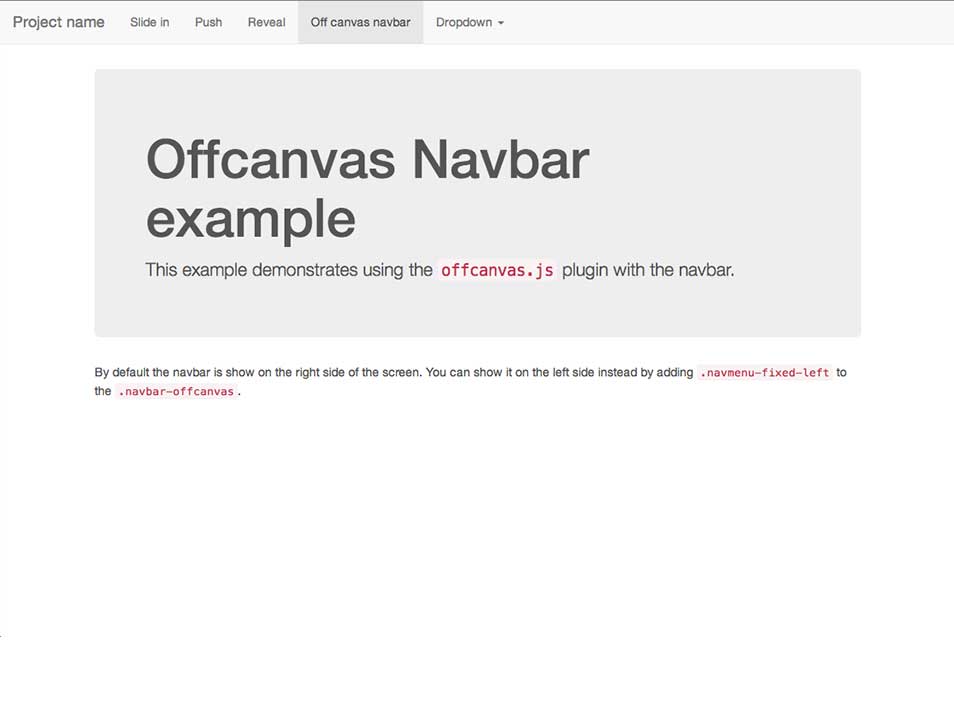 Project name Slide in Push Reveal Off canvas navbar Dropdown
Offcanvas Navbar
example
This example demonstrates using the offcanvas.js plugin with the navbar.
By default the navbar is show on the right side of the screen. You can show it on the left side instead by adding .navmenu-fixed-left to
the .navbar-offcanvas.